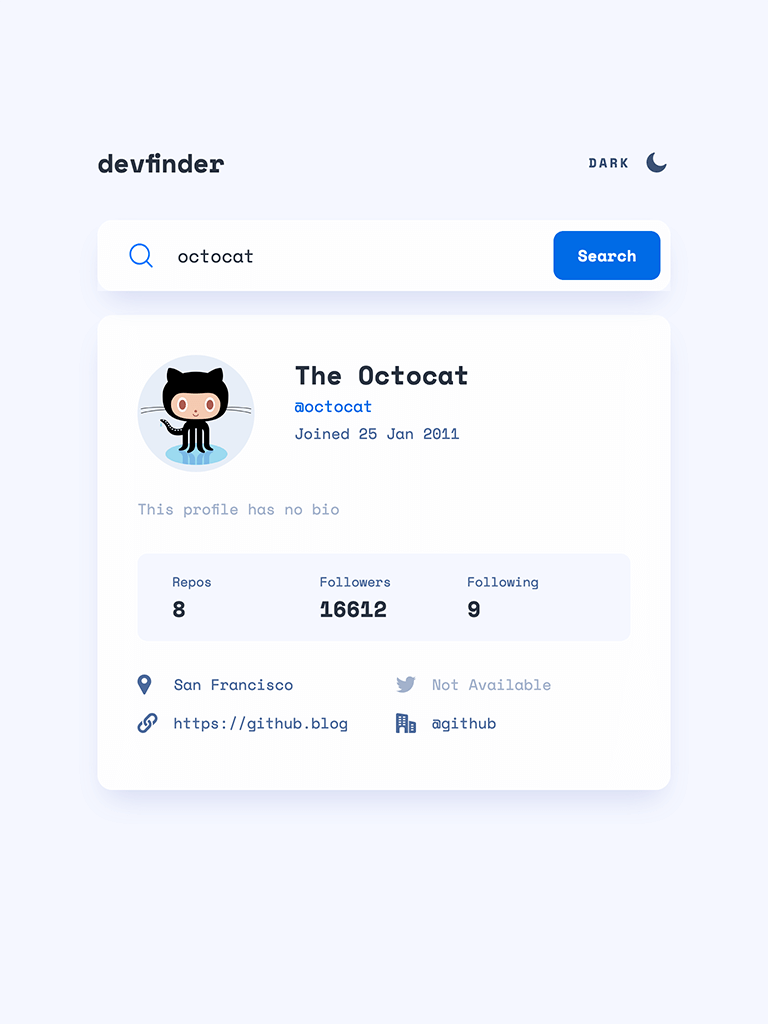 devfinder
DARK
octocat
Search
The Octocat
@octocat
Joined 25 Jan 2011
This profile has no bio
Repos Followers Following
8 16612 9
San Francisco Not Available
https://github.blog @github